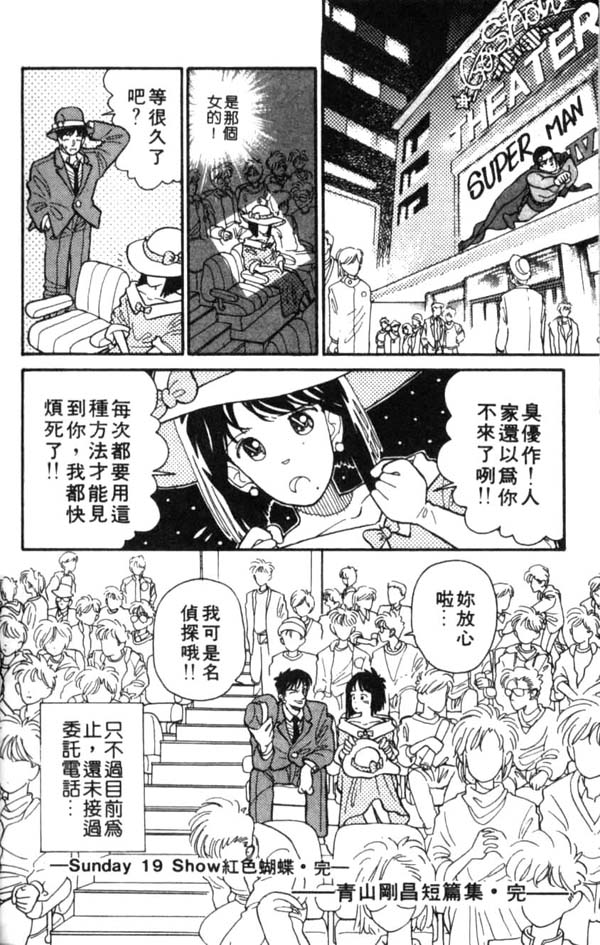 Go Show
THEATER
SUPER MAN
IV
是那個
女的！
等很久了
吧？
臭優作！人
家還以為你
不來了咧!!
每次都要用這
種方法才能見
到你，我都快
煩死了!!
妳放心
啦…
我可是名
偵探哦!!
只不過目前為
止，還未接過
委託電話…
—Sunday 19 Show紅色蝴蝶・完—
——青山剛昌短篇集・完——